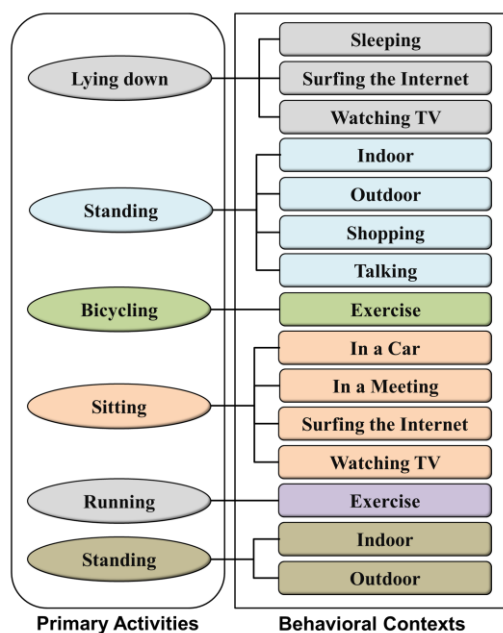 Lying down
Sleeping
Surfing the Internet
Watching TV
Standing
Indoor
Outdoor
Shopping
Talking
Bicycling
Exercise
Sitting
In a Car
In a Meeting
Surfing the Internet
Watching TV
Running
Exercise
Standing
Indoor
Outdoor
Primary Activities
Behavioral Contexts